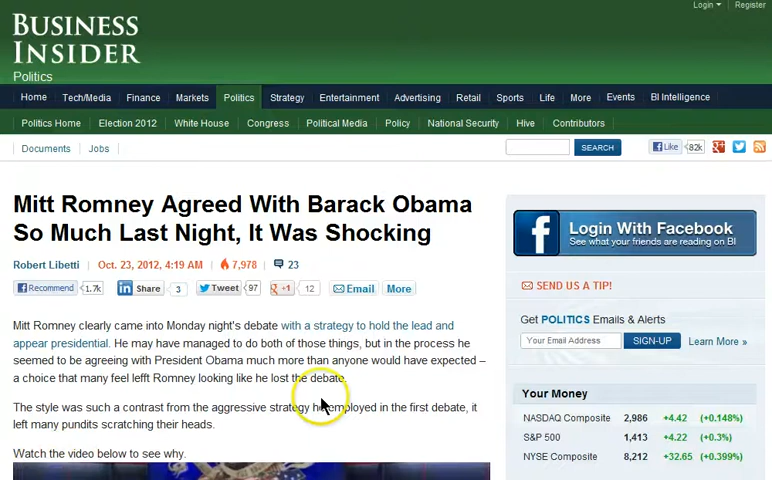 Login Register
BUSINESS
INSIDER
Politics
Home Tech/Media Finance Markets Politics Strategy Entertainment Advertising Retail Sports Life More Events BI Intelligence
Politics Home Election 2012 White House Congress Political Media Policy National Security Hive Contributors
Documents Jobs SEARCH Like 82k
Mitt Romney Agreed With Barack Obama
So Much Last Night, It Was Shocking
Robert Libetti | Oct. 23, 2012, 4:19 AM | 7,978 | 23
Recommend 1.7k Share 3 Tweet 97 +1 12 Email More
Mitt Romney clearly came into Monday night's debate with a strategy to hold the lead and
appear presidential. He may have managed to do both of those things, but in the process he
seemed to be agreeing with President Obama much more than anyone would have expected –
a choice that many feel lefft Romney looking like he lost the debate.
The style was such a contrast from the aggressive strategy he employed in the first debate, it
left many pundits scratching their heads.
Watch the video below to see why.
Login With Facebook
See what your friends are reading on BI
SEND US A TIP!
Get POLITICS Emails & Alerts
Your Email Address SIGN-UP Learn More »
Your Money
NASDAQ Composite 2,986 +4.42 (+0.148%)
S&P 500 1,413 +4.22 (+0.3%)
NYSE Composite 8,212 +32.65 (+0.399%)